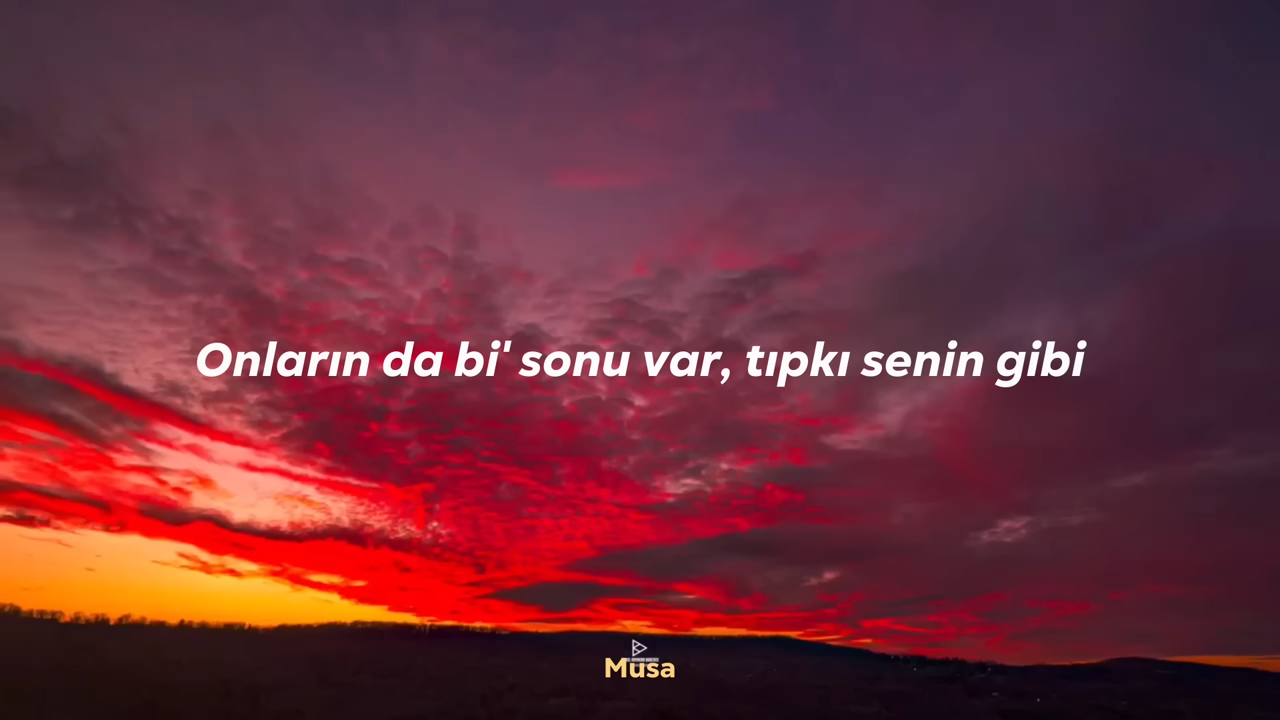 Onların da bi' sonu var, tıpkı senin gibi
Musa